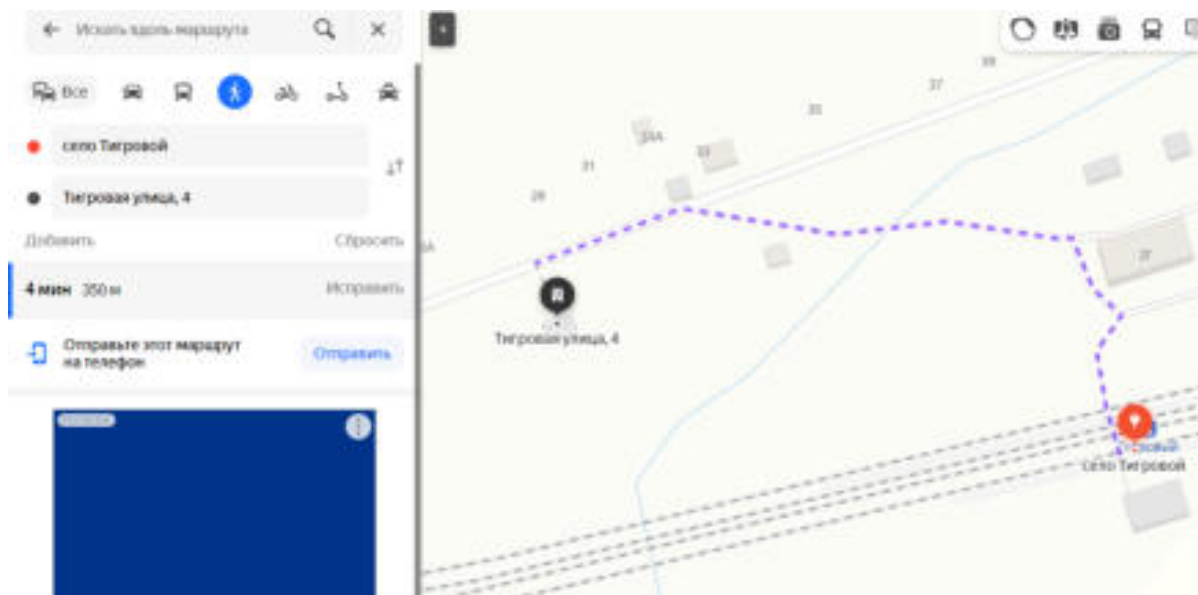 Искать вдоль маршрута
Все
село Тигровой
Тигровая улица, 4
Добавить
Сбросить
4 мин 350 м
Исправить
Отправьте этот маршрут
на телефон
Отправить
39
37
35
33А
33
31
29
27
Тигровая улица, 4
село Тигровой